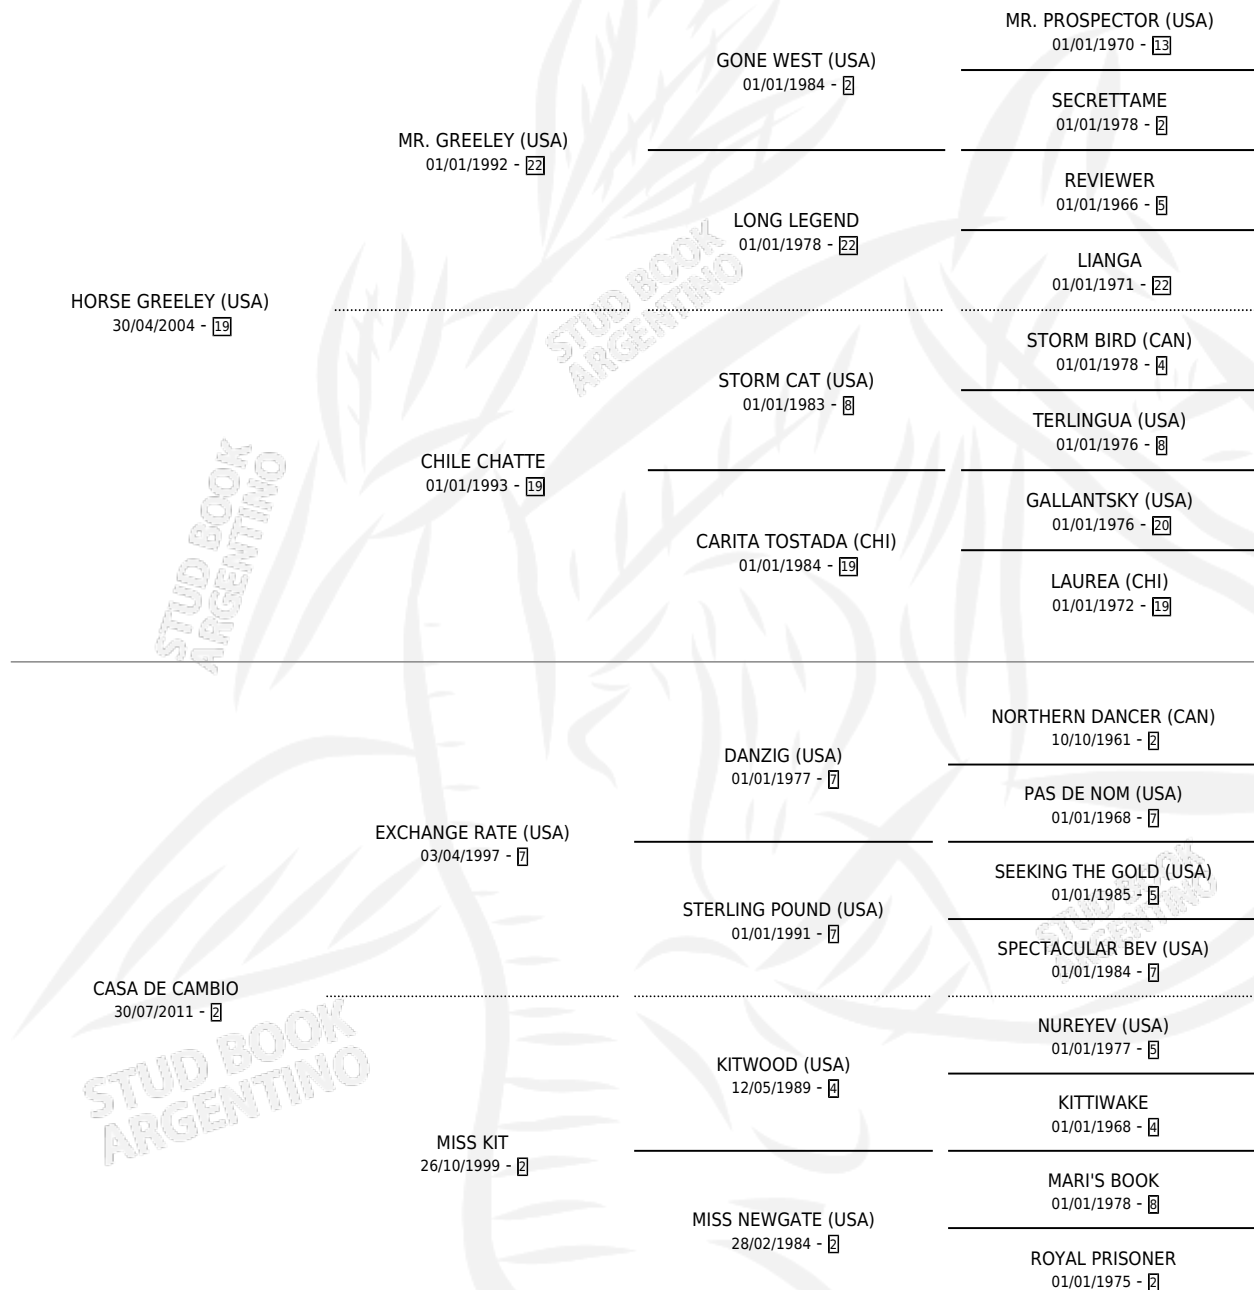 MR. PROSPECTOR (USA)
01/01/1970 - 13
GONE WEST (USA)
01/01/1984 - 2
SECRETTAME
01/01/1978 - 2
MR. GREELEY (USA)
01/01/1992 - 22
REVIEWER
01/01/1966 - 5
LONG LEGEND
01/01/1978 - 22
LIANGA
01/01/1971 - 22
HORSE GREELEY (USA)
30/04/2004 - 19
STORM BIRD (CAN)
01/01/1978 - 4
STORM CAT (USA)
01/01/1983 - 8
TERLINGUA (USA)
01/01/1976 - 8
CHILE CHATTE
01/01/1993 - 19
GALLANTSKY (USA)
01/01/1976 - 20
CARITA TOSTADA (CHI)
01/01/1984 - 19
LAUREA (CHI)
01/01/1972 - 19
NORTHERN DANCER (CAN)
10/10/1961 - 2
DANZIG (USA)
01/01/1977 - 7
PAS DE NOM (USA)
01/01/1968 - 7
EXCHANGE RATE (USA)
03/04/1997 - 7
SEEKING THE GOLD (USA)
01/01/1985 - 5
STERLING POUND (USA)
01/01/1991 - 7
SPECTACULAR BEV (USA)
01/01/1984 - 7
CASA DE CAMBIO
30/07/2011 - 2
NUREYEV (USA)
01/01/1977 - 5
KITWOOD (USA)
12/05/1989 - 4
KITTIWAKE
01/01/1968 - 4
MISS KIT
26/10/1999 - 2
MARI'S BOOK
01/01/1978 - 8
MISS NEWGATE (USA)
28/02/1984 - 2
ROYAL PRISONER
01/01/1975 - 2
STUD BOOK
ARGENTINO
STUD BOOK
ARGENTINO
STUD BOOK
ARGENTINO
STUD BOOK
ARGENTINO